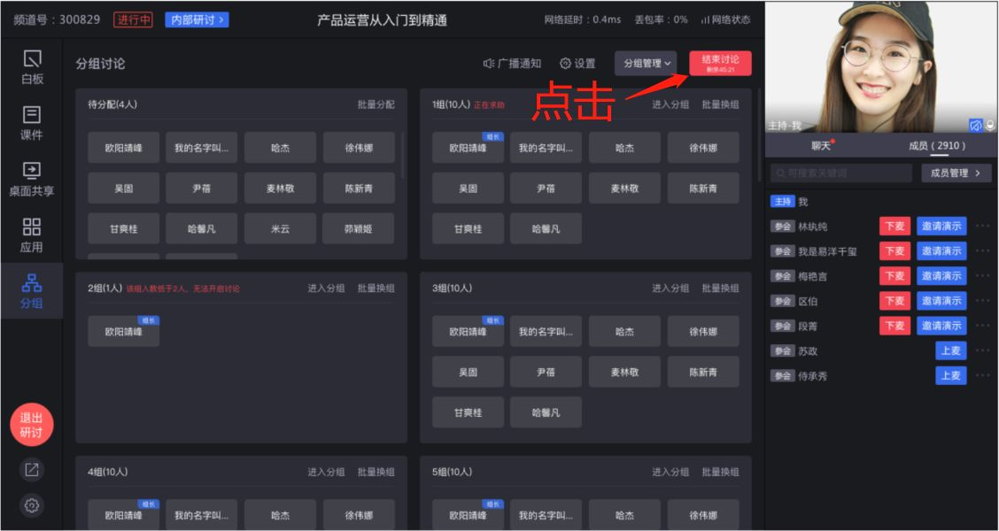 频道号：300829 进行中 内部研讨 > 产品运营从入门到精通 网络延时：0.4ms 丢包率：0% 网络状态
白板
课件
桌面共享
应用
分组
退出
研讨
分组讨论 广播通知 设置 分组管理 结束讨论
剩余45:21
点击
待分配(4人) 批量分配
欧阳靖峰 我的名字叫... 哈杰 徐伟娜
吴固 尹蓓 麦林敬 陈新青
甘爽桂 哈馨凡 米云 茆颖姬
1组(10人) 正在求助 进入分组 批量换组
组长
欧阳靖峰 我的名字叫... 哈杰 徐伟娜
吴固 尹蓓 麦林敬 陈新青
甘爽桂 哈馨凡
2组(1人) 该组人数低于2人，无法开启讨论 进入分组 批量换组
组长
欧阳靖峰
3组(10人) 进入分组 批量换组
组长
欧阳靖峰 我的名字叫... 哈杰 徐伟娜
吴固 尹蓓 麦林敬 陈新青
甘爽桂 哈馨凡
4组(10人) 进入分组 批量换组
组长
欧阳靖峰 我的名字叫... 哈杰 徐伟娜
5组(10人) 进入分组 批量换组
组长
欧阳靖峰 我的名字叫... 哈杰 徐伟娜
主持-我
聊天 成员（2910）
可搜索关键词 成员管理 >
主持 我
参会 林纨纯 下麦 邀请演示 ···
参会 我是易洋千玺 下麦 邀请演示 ···
参会 梅艳言 下麦 邀请演示 ···
参会 区伯 下麦 邀请演示 ···
参会 段菁 下麦 邀请演示 ···
参会 苏政 上麦 ···
参会 侍承秀 上麦 ···